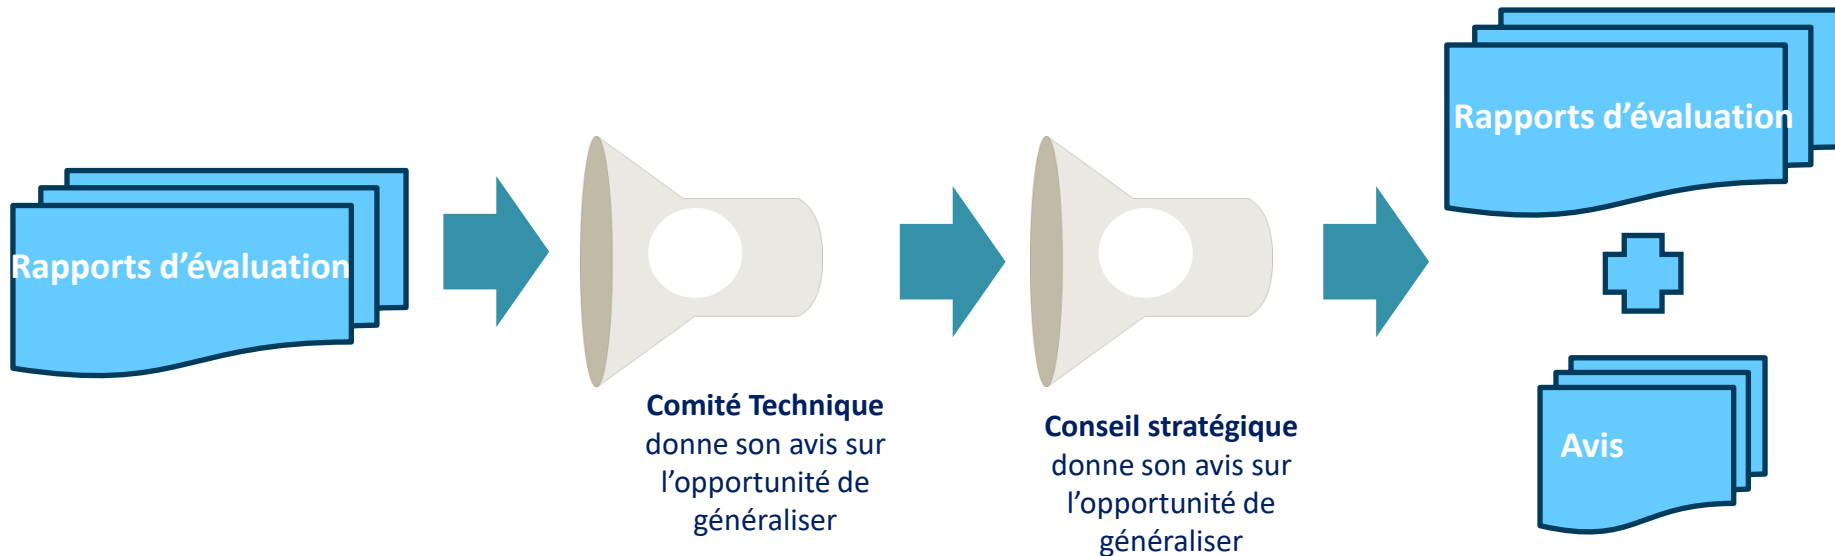 Rapports d’évaluation
Comité Technique
donne son avis sur
l’opportunité de
généraliser
Conseil stratégique
donne son avis sur
l’opportunité de
généraliser
Rapports d’évaluation
Avis